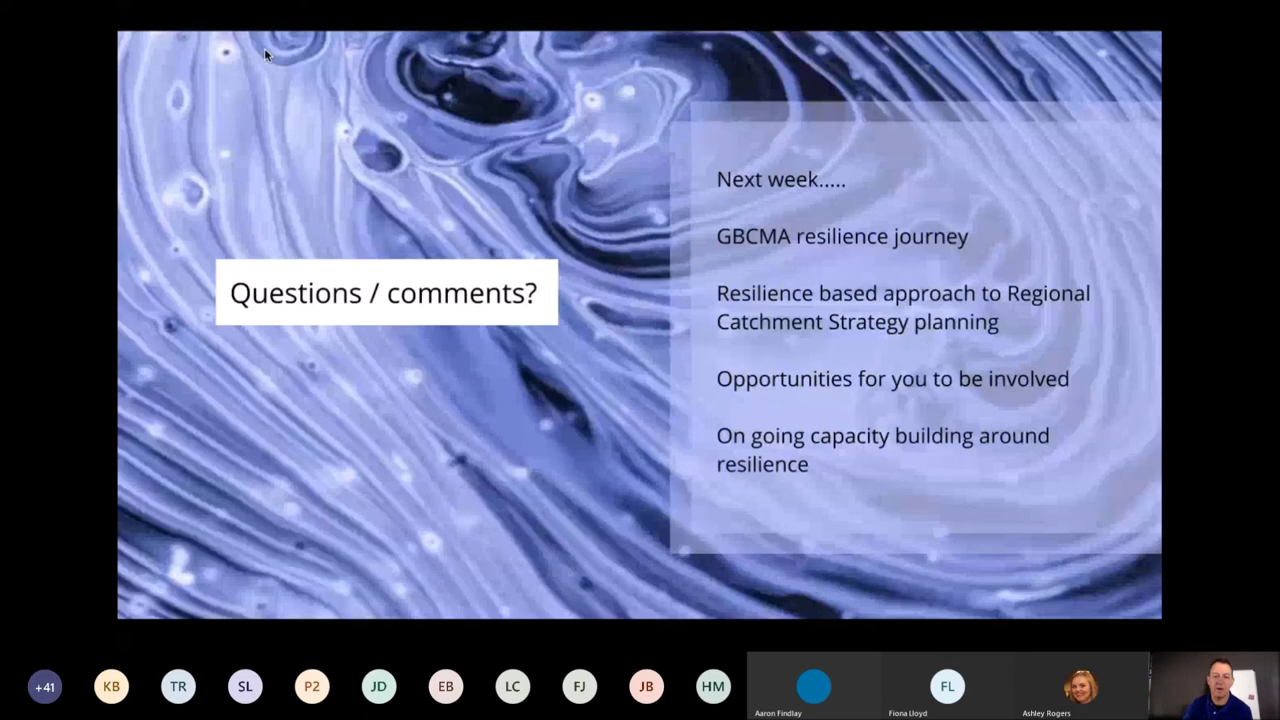 Next week.....
GBCMA resilience journey
Questions / comments?
Resilience based approach to Regional
Catchment Strategy planning
Opportunities for you to be involved
On going capacity building around
resilience
+41
KB
TR
SL
P2
JD
EB
LC
FJ
JB
HM
FL
Aaron Findlay
Fiona Lloyd
Ashley Rogers